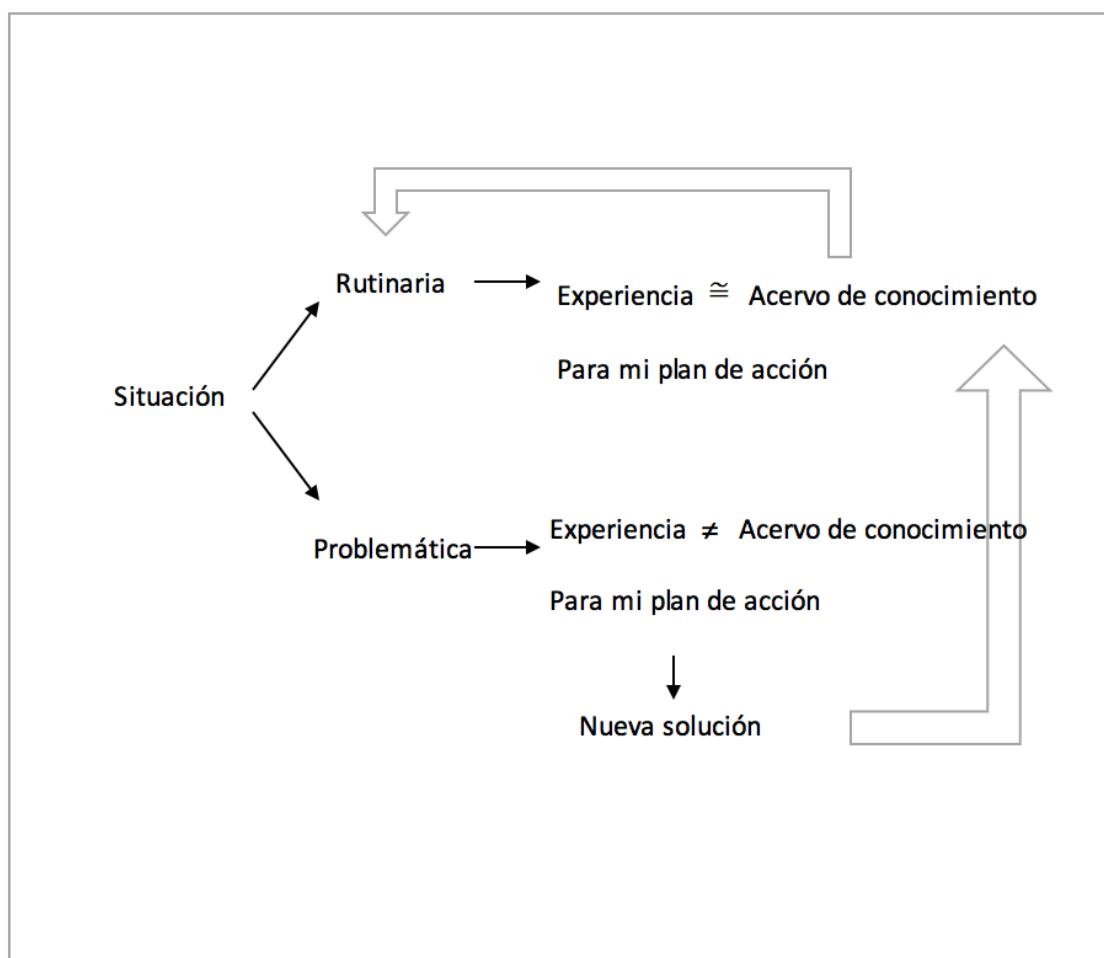 Rutinaria
Experiencia ≅ Acervo de conocimiento
Para mi plan de acción
Situación
Problemática
Experiencia ≠ Acervo de conocimiento
Para mi plan de acción
Nueva solución